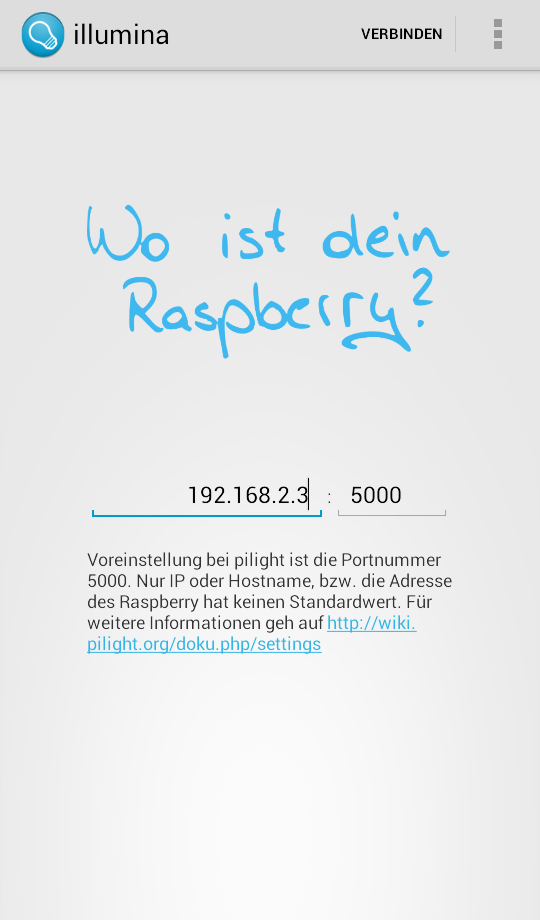 illumina
VERBINDEN
Wo ist dein
Raspberry?
192.168.2.3 : 5000
Voreinstellung bei pilight ist die Portnummer
5000. Nur IP oder Hostname, bzw. die Adresse
des Raspberry hat keinen Standardwert. Für
weitere Informationen geh auf http://wiki.
pilight.org/doku.php/settings